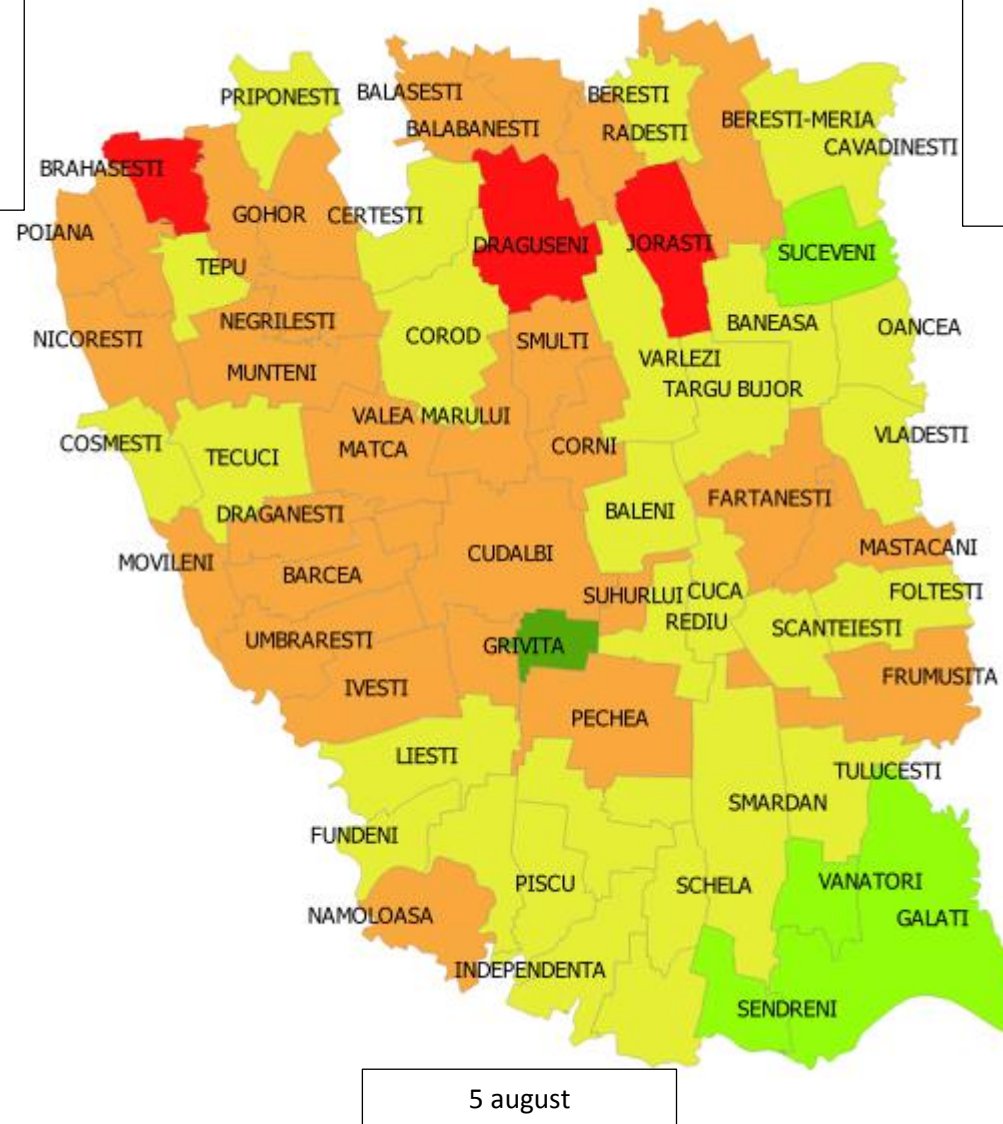 BALASESTI
PRIPONESTI
BERESTI
BERESTI-MERIA
BALABANESTI
RADESTI
CAVADINESTI
BRAHASESTI
GOHOR
CERTESTI
POIANA
DRAGUSENI
JORASTI
SUCEVENI
TEPU
NEGRILESTI
BANEASA
OANCEA
NICORESTI
COROD
SMULTI
VARLEZI
MUNTENI
TARGU BUJOR
VALEA MARULUI
COSMESTI
MATCA
CORNI
VLADESTI
TECUCI
FARTANESTI
DRAGANESTI
BALENI
MOVILENI
CUDALBI
MASTACANI
BARCEA
SUHURLUI
CUCA
FOLTESTI
REDIU
SCANTEIESTI
UMBRARESTI
GRIVITA
FRUMUSITA
IVESTI
PECHEA
LIESTI
TULUCESTI
SMARDAN
FUNDENI
PISCU
SCHELA
VANATORI
NAMOLOASA
GALATI
INDEPENDENTA
SENDRENI
5 august